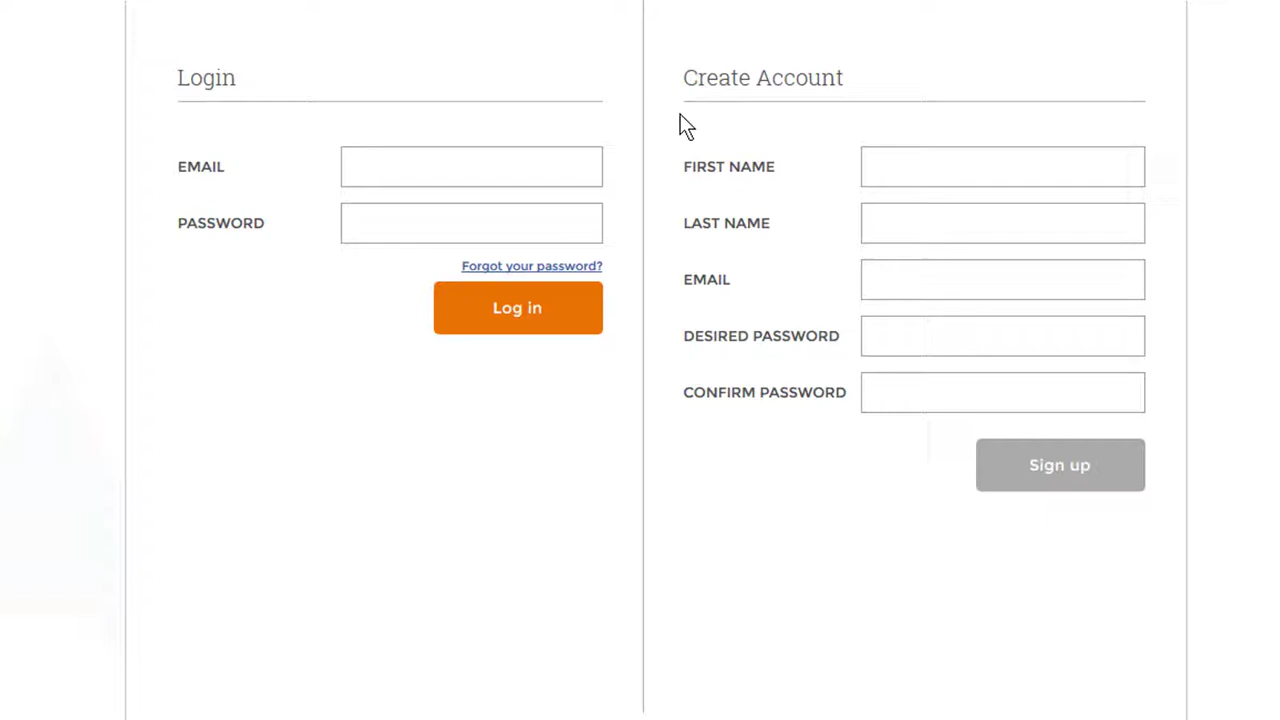 Login
EMAIL
PASSWORD
Forgot your password?
Log in
Create Account
FIRST NAME
LAST NAME
EMAIL
DESIRED PASSWORD
CONFIRM PASSWORD
Sign up